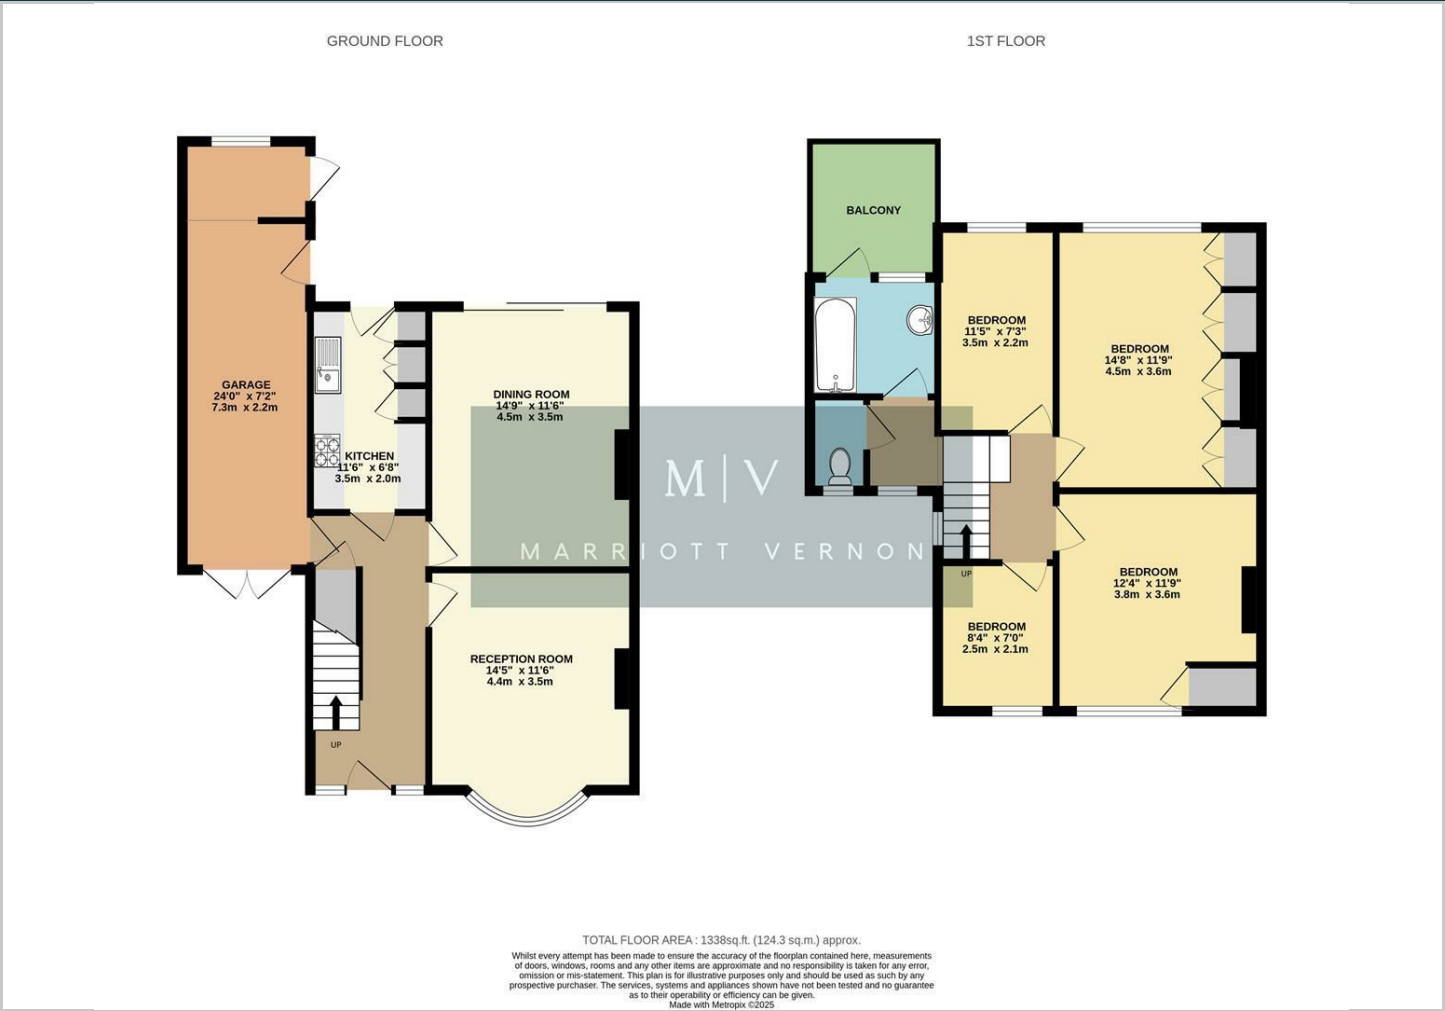 GROUND FLOOR
1ST FLOOR
BALCONY
BEDROOM
11'5" x 7'3"
3.5m x 2.2m
BEDROOM
14'8" x 11'9"
4.5m x 3.6m
GARAGE
24'0" x 7'2"
7.3m x 2.2m
DINING ROOM
14'9" x 11'6"
4.5m x 3.5m
KITCHEN
11'6" x 6'8"
3.5m x 2.0m
M|V
MARRIOTT VERNON
UP
BEDROOM
12'4" x 11'9"
3.8m x 3.6m
BEDROOM
8'4" x 7'0"
2.5m x 2.1m
RECEPTION ROOM
14'5" x 11'6"
4.4m x 3.5m
UP
TOTAL FLOOR AREA : 1338sq.ft. (124.3 sq.m.) approx.
Whilst every attempt has been made to ensure the accuracy of the floorplan contained here, measurements
of doors, windows, rooms and any other items are approximate and no responsibility is taken for any error,
omission or mis-statement. This plan is for illustrative purposes only and should be used as such by any
prospective purchaser. The services, systems and appliances shown have not been tested and no guarantee
as to their operability or efficiency can be given.
Made with Metropix ©2025